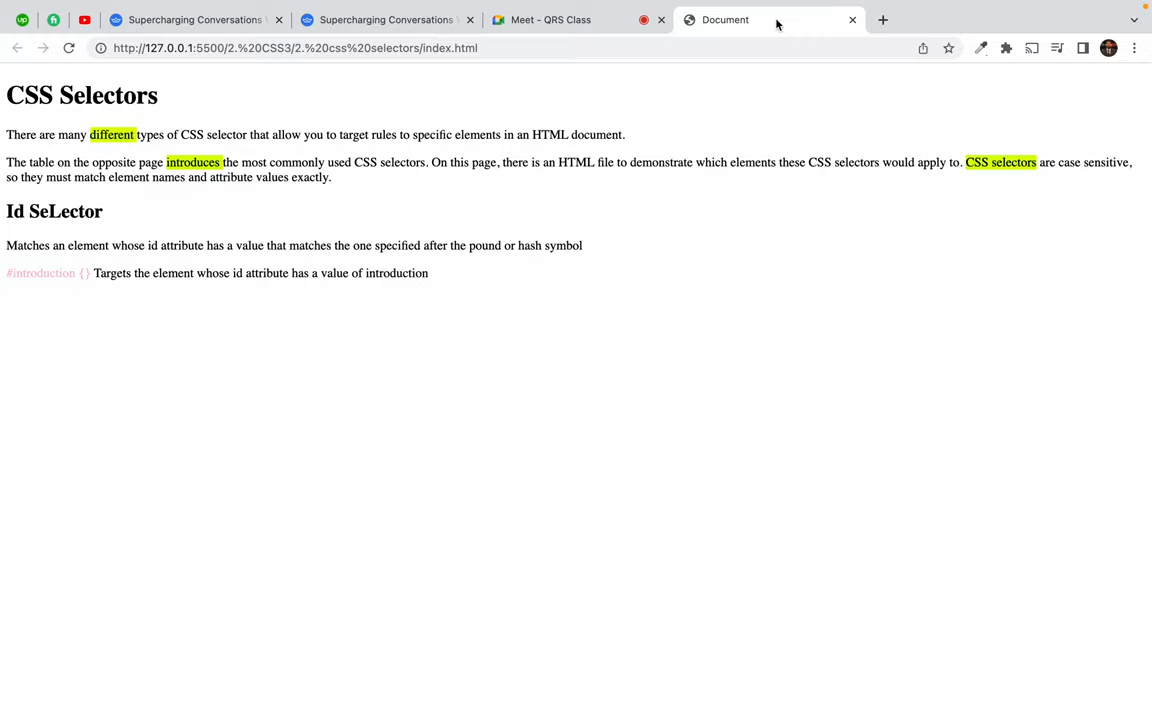 up
Supercharging Conversations
Supercharging Conversations
Meet - QRS Class
Document
http://127.0.0.1:5500/2.%20CSS3/2.%20css%20selectors/index.html
CSS Selectors
There are many different types of CSS selector that allow you to target rules to specific elements in an HTML document.
The table on the opposite page introduces the most commonly used CSS selectors. On this page, there is an HTML file to demonstrate which elements these CSS selectors would apply to. CSS selectors are case sensitive,
so they must match element names and attribute values exactly.
Id SeLector
Matches an element whose id attribute has a value that matches the one specified after the pound or hash symbol
#introduction {} Targets the element whose id attribute has a value of introduction